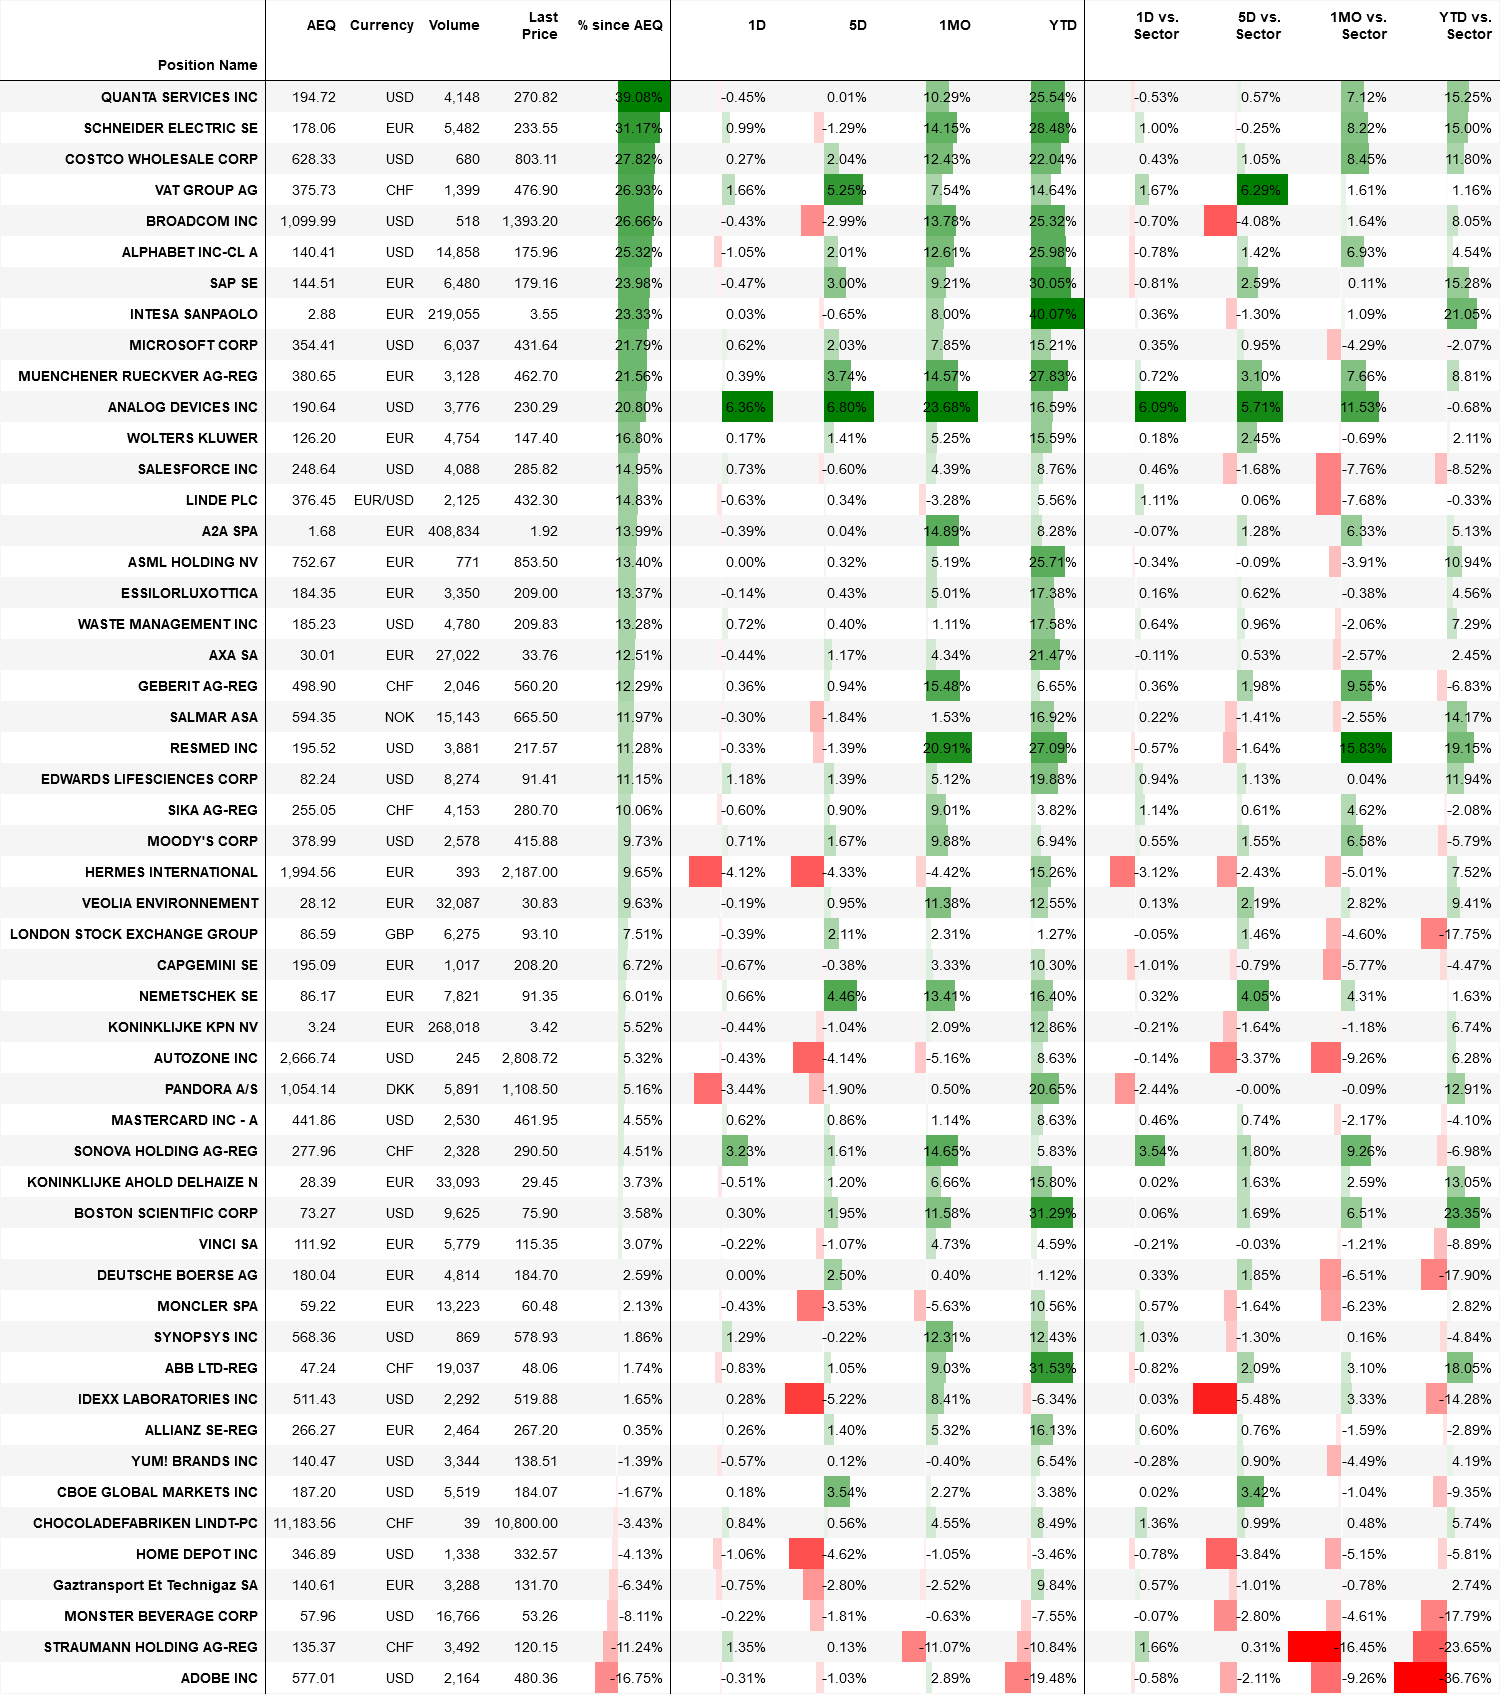 AEQ Currency Volume Last Price % since AEQ 1D 5D 1MO YTD 1D vs. Sector 5D vs. Sector 1MO vs. Sector YTD vs. Sector
Position Name
QUANTA SERVICES INC 194.72 USD 4,148 270.82 39.08% -0.45% 0.01% 10.29% 25.54% -0.53% 0.57% 7.12% 15.25%
SCHNEIDER ELECTRIC SE 178.06 EUR 5,482 233.55 31.17% 0.99% -1.29% 14.15% 28.48% 1.00% -0.25% 8.22% 15.00%
COSTCO WHOLESALE CORP 628.33 USD 680 803.11 27.82% 0.27% 2.04% 12.43% 22.04% 0.43% 1.05% 8.45% 11.80%
VAT GROUP AG 375.73 CHF 1,399 476.90 26.93% 1.66% 5.25% 7.54% 14.64% 1.67% 6.29% 1.61% 1.16%
BROADCOM INC 1,099.99 USD 518 1,393.20 26.66% -0.43% -2.99% 13.78% 25.32% -0.70% -4.08% 1.64% 8.05%
ALPHABET INC-CL A 140.41 USD 14,858 175.96 25.32% -1.05% 2.01% 12.61% 25.98% -0.78% 1.42% 6.93% 4.54%
SAP SE 144.51 EUR 6,480 179.16 23.98% -0.47% 3.00% 9.21% 30.05% -0.81% 2.59% 0.11% 15.28%
INTESA SANPAOLO 2.88 EUR 219,055 3.55 23.33% 0.03% -0.65% 8.00% 40.07% 0.36% -1.30% 1.09% 21.05%
MICROSOFT CORP 354.41 USD 6,037 431.64 21.79% 0.62% 2.03% 7.85% 15.21% 0.35% 0.95% -4.29% -2.07%
MUENCHENER RUECKVER AG-REG 380.65 EUR 3,128 462.70 21.56% 0.39% 3.74% 14.57% 27.83% 0.72% 3.10% 7.66% 8.81%
ANALOG DEVICES INC 190.64 USD 3,776 230.29 20.80% 6.36% 6.80% 23.68% 16.59% 6.09% 5.71% 11.53% -0.68%
WOLTERS KLUWER 126.20 EUR 4,754 147.40 16.80% 0.17% 1.41% 5.25% 15.59% 0.18% 2.45% -0.69% 2.11%
SALESFORCE INC 248.64 USD 4,088 285.82 14.95% 0.73% -0.60% 4.39% 8.76% 0.46% -1.68% -7.76% -8.52%
LINDE PLC 376.45 EUR/USD 2,125 432.30 14.83% -0.63% 0.34% -3.28% 5.56% 1.11% 0.06% -7.68% -0.33%
A2A SPA 1.68 EUR 408,834 1.92 13.99% -0.39% 0.04% 14.89% 8.28% -0.07% 1.28% 6.33% 5.13%
ASML HOLDING NV 752.67 EUR 771 853.50 13.40% 0.00% 0.32% 5.19% 25.71% -0.34% -0.09% -3.91% 10.94%
ESSILORLUXOTTICA 184.35 EUR 3,350 209.00 13.37% -0.14% 0.43% 5.01% 17.38% 0.16% 0.62% -0.38% 4.56%
WASTE MANAGEMENT INC 185.23 USD 4,780 209.83 13.28% 0.72% 0.40% 1.11% 17.58% 0.64% 0.96% -2.06% 7.29%
AXA SA 30.01 EUR 27,022 33.76 12.51% -0.44% 1.17% 4.34% 21.47% -0.11% 0.53% -2.57% 2.45%
GEBERIT AG-REG 498.90 CHF 2,046 560.20 12.29% 0.36% 0.94% 15.48% 6.65% 0.36% 1.98% 9.55% -6.83%
SALMAR ASA 594.35 NOK 15,143 665.50 11.97% -0.30% -1.84% 1.53% 16.92% 0.22% -1.41% -2.55% 14.17%
RESMED INC 195.52 USD 3,881 217.57 11.28% -0.33% -1.39% 20.91% 27.09% -0.57% -1.64% 15.83% 19.15%
EDWARDS LIFESCIENCES CORP 82.24 USD 8,274 91.41 11.15% 1.18% 1.39% 5.12% 19.88% 0.94% 1.13% 0.04% 11.94%
SIKA AG-REG 255.05 CHF 4,153 280.70 10.06% -0.60% 0.90% 9.01% 3.82% 1.14% 0.61% 4.62% -2.08%
MOODY'S CORP 378.99 USD 2,578 415.88 9.73% 0.71% 1.67% 9.88% 6.94% 0.55% 1.55% 6.58% -5.79%
HERMES INTERNATIONAL 1,994.56 EUR 393 2,187.00 9.65% -4.12% -4.33% -4.42% 15.26% -3.12% -2.43% -5.01% 7.52%
VEOLIA ENVIRONNEMENT 28.12 EUR 32,087 30.83 9.63% -0.19% 0.95% 11.38% 12.55% 0.13% 2.19% 2.82% 9.41%
LONDON STOCK EXCHANGE GROUP 86.59 GBP 6,275 93.10 7.51% -0.39% 2.11% 2.31% 1.27% -0.05% 1.46% -4.60% -17.75%
CAPGEMINI SE 195.09 EUR 1,017 208.20 6.72% -0.67% -0.38% 3.33% 10.30% -1.01% -0.79% -5.77% -4.47%
NEMETSCHEK SE 86.17 EUR 7,821 91.35 6.01% 0.66% 4.46% 13.41% 16.40% 0.32% 4.05% 4.31% 1.63%
KONINKLIJKE KPN NV 3.24 EUR 268,018 3.42 5.52% -0.44% -1.04% 2.09% 12.86% -0.21% -1.64% -1.18% 6.74%
AUTOZONE INC 2,666.74 USD 245 2,808.72 5.32% -0.43% -4.14% -5.16% 8.63% -0.14% -3.37% -9.26% 6.28%
PANDORA A/S 1,054.14 DKK 5,891 1,108.50 5.16% -3.44% -1.90% 0.50% 20.65% -2.44% -0.00% -0.09% 12.91%
MASTERCARD INC - A 441.86 USD 2,530 461.95 4.55% 0.62% 0.86% 1.14% 8.63% 0.46% 0.74% -2.17% -4.10%
SONOVA HOLDING AG-REG 277.96 CHF 2,328 290.50 4.51% 3.23% 1.61% 14.65% 5.83% 3.54% 1.80% 9.26% -6.98%
KONINKLIJKE AHOLD DELHAIZE N 28.39 EUR 33,093 29.45 3.73% -0.51% 1.20% 6.66% 15.80% 0.02% 1.63% 2.59% 13.05%
BOSTON SCIENTIFIC CORP 73.27 USD 9,625 75.90 3.58% 0.30% 1.95% 11.58% 31.29% 0.06% 1.69% 6.51% 23.35%
VINCI SA 111.92 EUR 5,779 115.35 3.07% -0.22% -1.07% 4.73% 4.59% -0.21% -0.03% -1.21% -8.89%
DEUTSCHE BOERSE AG 180.04 EUR 4,814 184.70 2.59% 0.00% 2.50% 0.40% 1.12% 0.33% 1.85% -6.51% -17.90%
MONCLER SPA 59.22 EUR 13,223 60.48 2.13% -0.43% -3.53% -5.63% 10.56% 0.57% -1.64% -6.23% 2.82%
SYNOPSYS INC 568.36 USD 869 578.93 1.86% 1.29% -0.22% 12.31% 12.43% 1.03% -1.30% 0.16% -4.84%
ABB LTD-REG 47.24 CHF 19,037 48.06 1.74% -0.83% 1.05% 9.03% 31.53% -0.82% 2.09% 3.10% 18.05%
IDEXX LABORATORIES INC 511.43 USD 2,292 519.88 1.65% 0.28% -5.22% 8.41% -6.34% 0.03% -5.48% 3.33% -14.28%
ALLIANZ SE-REG 266.27 EUR 2,464 267.20 0.35% 0.26% 1.40% 5.32% 16.13% 0.60% 0.76% -1.59% -2.89%
YUM! BRANDS INC 140.47 USD 3,344 138.51 -1.39% -0.57% 0.12% -0.40% 6.54% -0.28% 0.90% -4.49% 4.19%
CBOE GLOBAL MARKETS INC 187.20 USD 5,519 184.07 -1.67% 0.18% 3.54% 2.27% 3.38% 0.02% 3.42% -1.04% -9.35%
CHOCOLADEFABRIKEN LINDT-PC 11,183.56 CHF 39 10,800.00 -3.43% 0.84% 0.56% 4.55% 8.49% 1.36% 0.99% 0.48% 5.74%
HOME DEPOT INC 346.89 USD 1,338 332.57 -4.13% -1.06% -4.62% -1.05% -3.46% -0.78% -3.84% -5.15% -5.81%
Gaztransport Et Technigaz SA 140.61 EUR 3,288 131.70 -6.34% -0.75% -2.80% -2.52% 9.84% 0.57% -1.01% -0.78% 2.74%
MONSTER BEVERAGE CORP 57.96 USD 16,766 53.26 -8.11% -0.22% -1.81% -0.63% -7.55% -0.07% -2.80% -4.61% -17.79%
STRAUMANN HOLDING AG-REG 135.37 CHF 3,492 120.15 -11.24% 1.35% 0.13% -11.07% -10.84% 1.66% 0.31% -16.45% -23.65%
ADOBE INC 577.01 USD 2,164 480.36 -16.75% -0.31% -1.03% 2.89% -19.48% -0.58% -2.11% -9.26% -36.76%